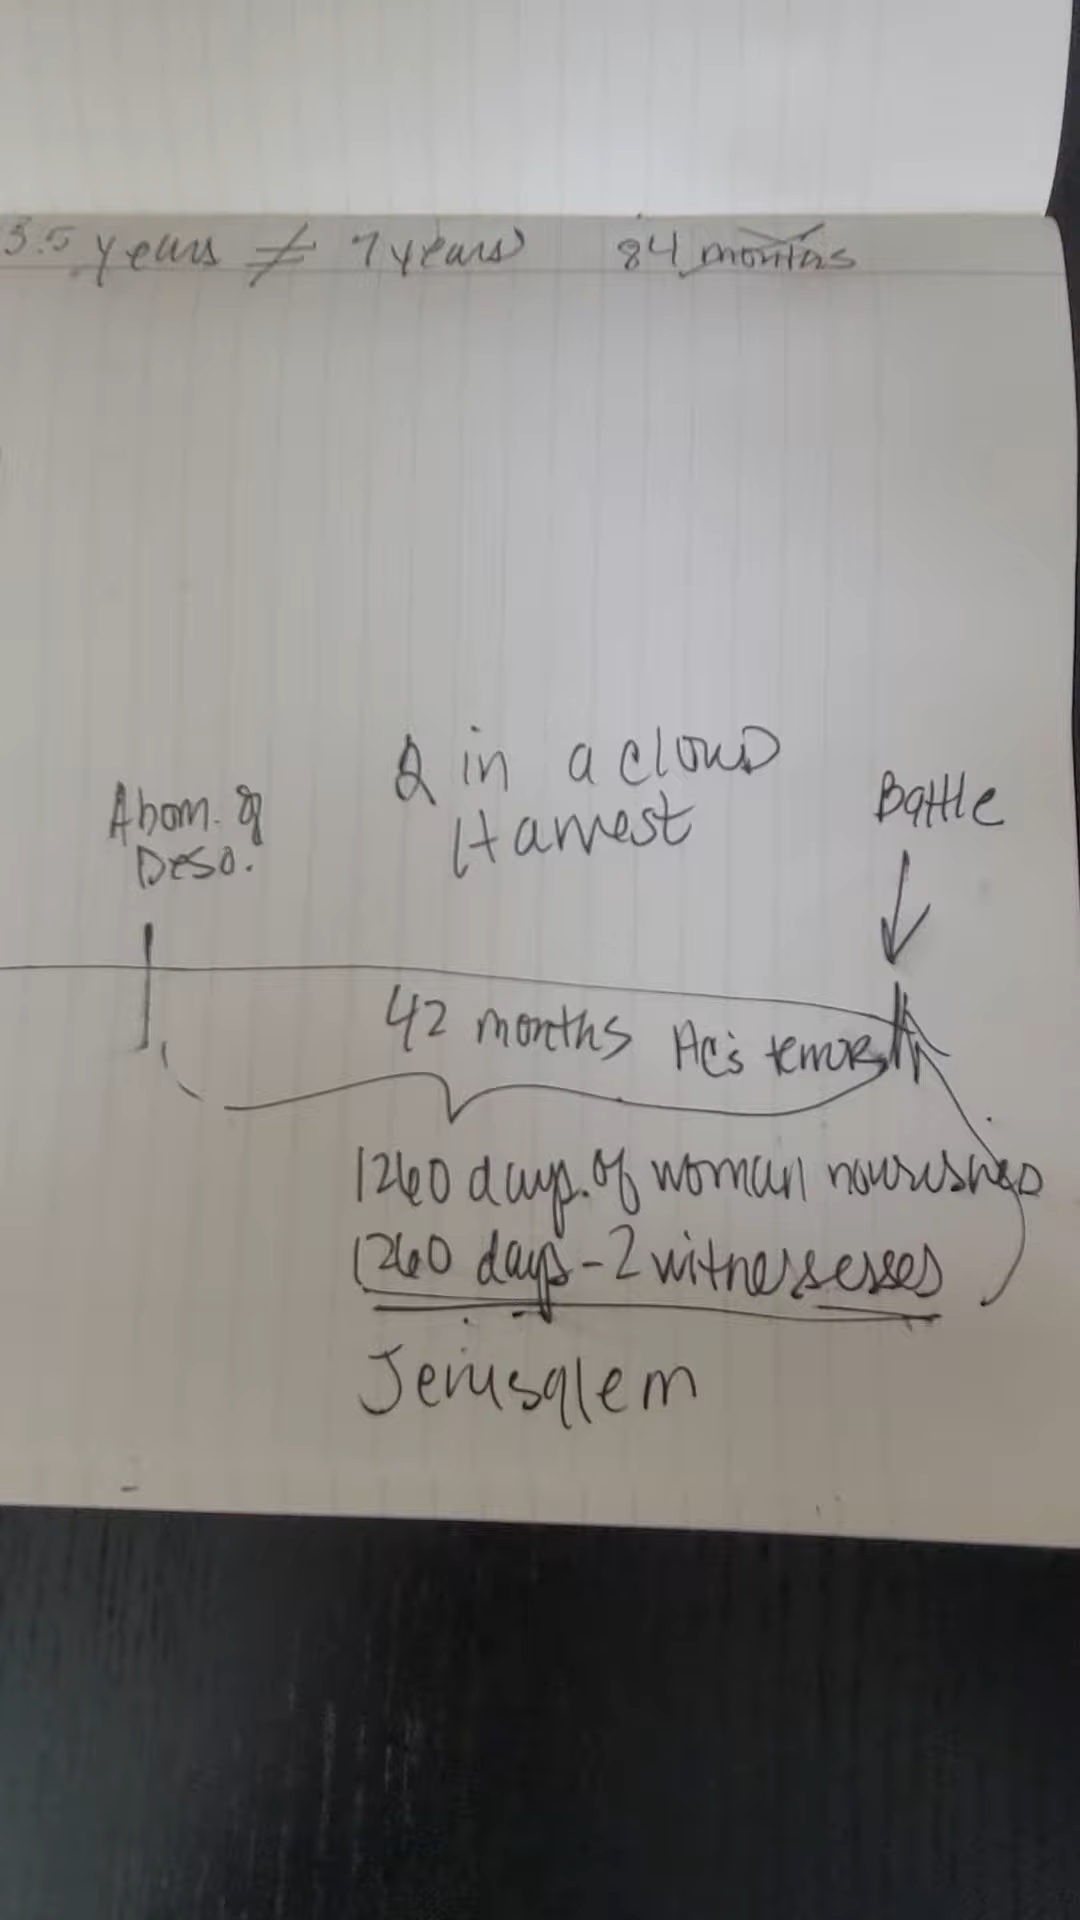 3.5 years ≠ 7 years 84 months
in a cloud
Harvest
Abom. of
Deso.
Battle
42 months AC's terror
1260 days. of woman nourished
1260 days - 2 witnessesses
Jerusalem